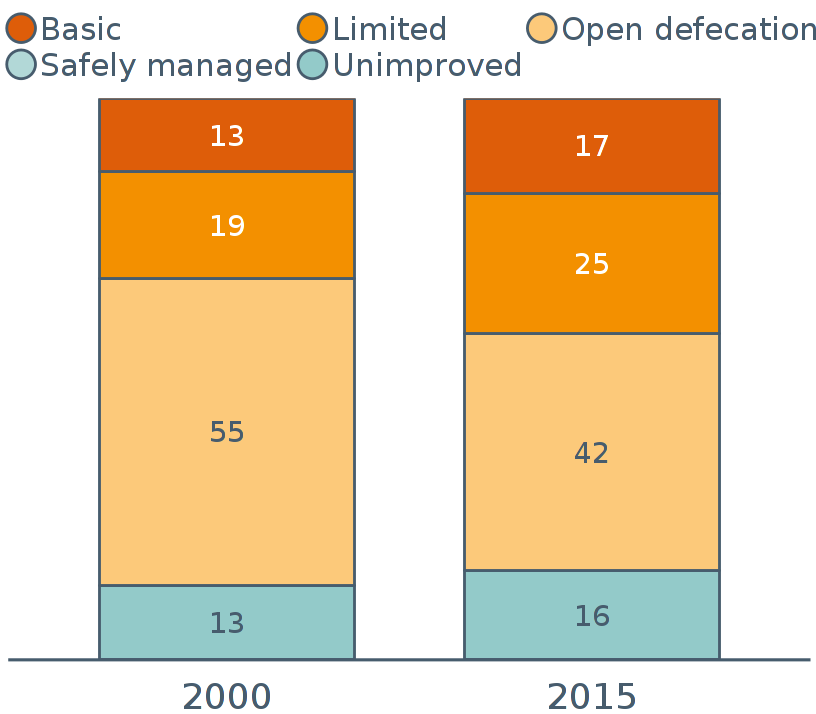 Basic Limited Open defecation
Safely managed Unimproved
13 17
19 25
55 42
13 16
2000 2015